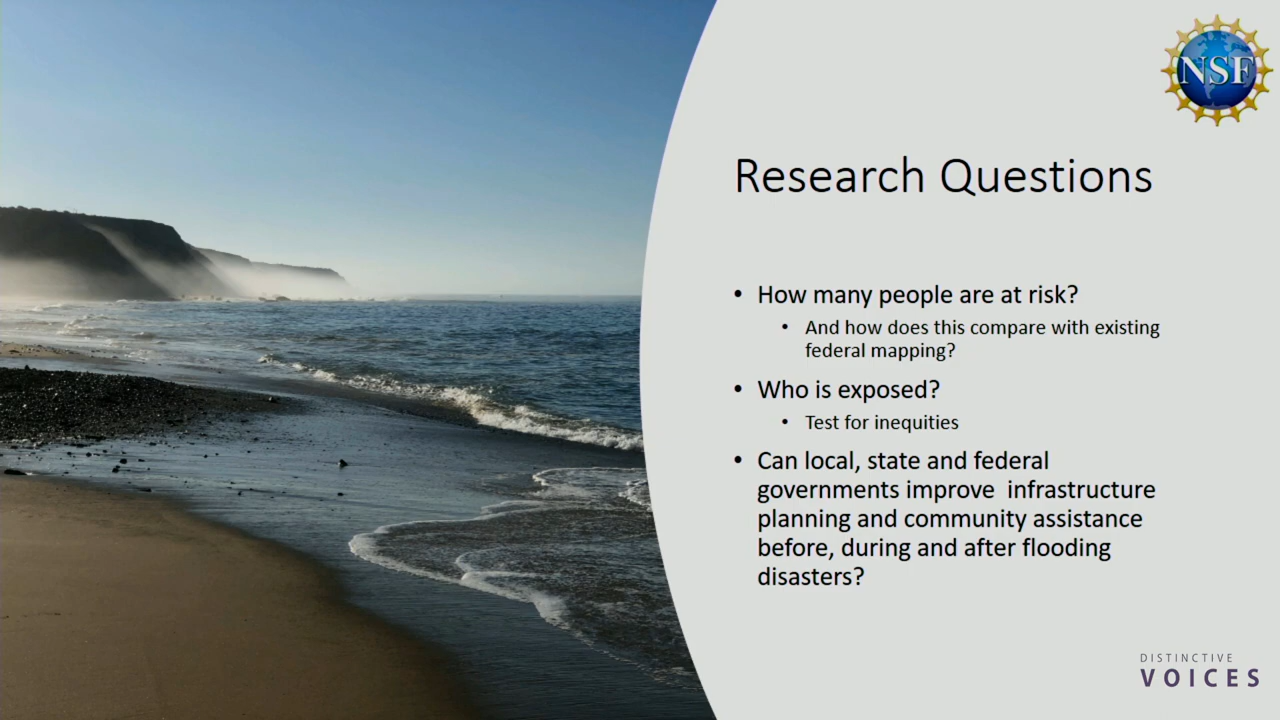 NSF
Research Questions
• How many people are at risk?
• And how does this compare with existing
federal mapping?
• Who is exposed?
• Test for inequities
• Can local, state and federal
governments improve  infrastructure
planning and community assistance
before, during and after flooding
disasters?
DISTINCTIVE
VOICES